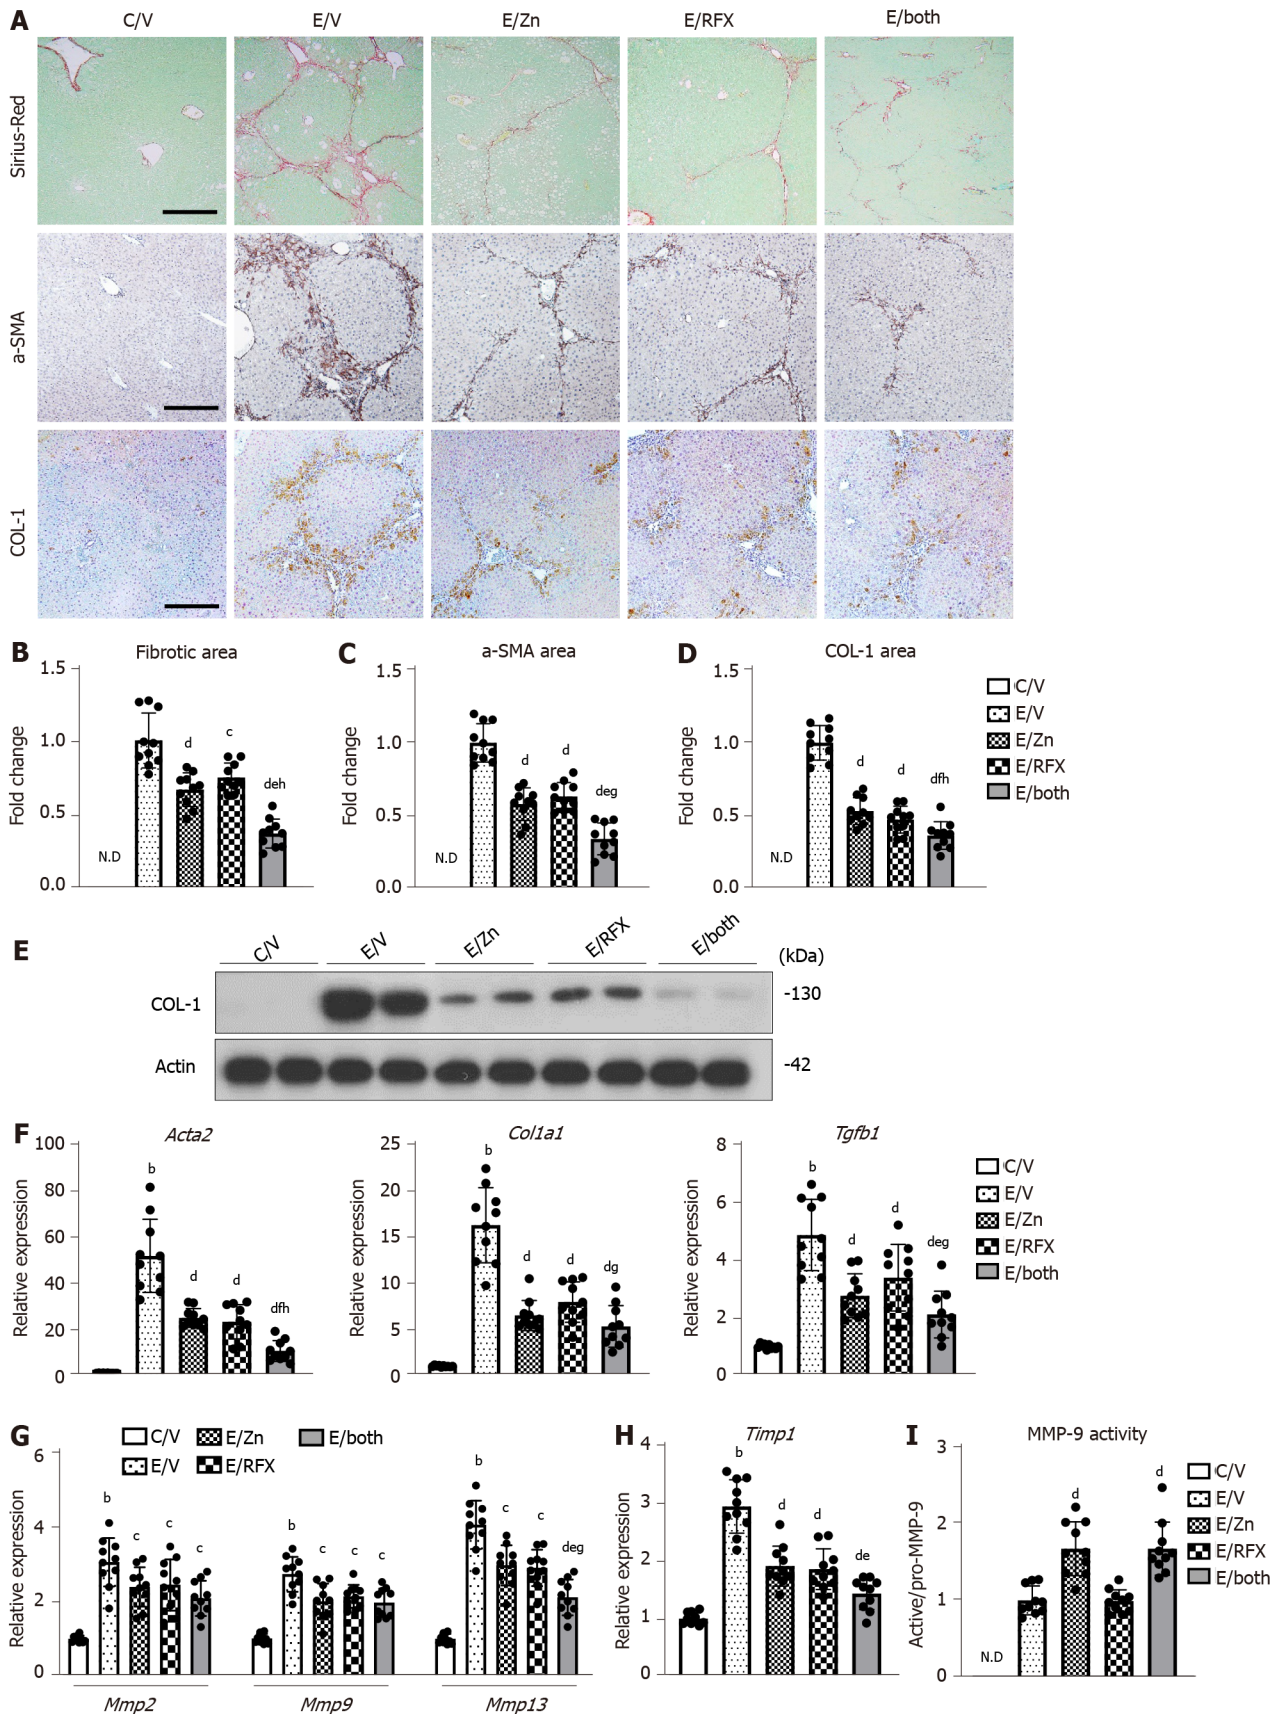 A
C/V
E/V
E/Zn
E/RFX
E/both
Sirius-Red
a-SMA
COL-1
B
Fibrotic area
Fold change
1.5
1.0
0.5
0.0
N.D
d
c
deh
C
a-SMA area
Fold change
1.5
1.0
0.5
0.0
N.D
d
d
deg
D
COL-1 area
Fold change
1.5
1.0
0.5
0.0
N.D
d
d
dfh
C/V
E/V
E/Zn
E/RFX
E/both
E
C/V
E/V
E/Zn
E/RFX
E/both
(kDa)
COL-1
-130
Actin
-42
F
Acta2
Relative expression
100
80
60
40
20
0
b
d
d
dfh
Col1a1
Relative expression
25
20
15
10
5
0
b
d
d
dg
Tgfb1
Relative expression
8
6
4
2
0
b
d
d
deg
C/V
E/V
E/Zn
E/RFX
E/both
G
C/V
E/V
E/Zn
E/RFX
E/both
Relative expression
6
4
2
0
b
c
c
c
b
c
c
c
b
c
c
deg
Mmp2
Mmp9
Mmp13
H
Timp1
Relative expression
4
3
2
1
0
b
d
d
de
I
MMP-9 activity
Active/pro-MMP-9
3
2
1
0
N.D
d
d
C/V
E/V
E/Zn
E/RFX
E/both